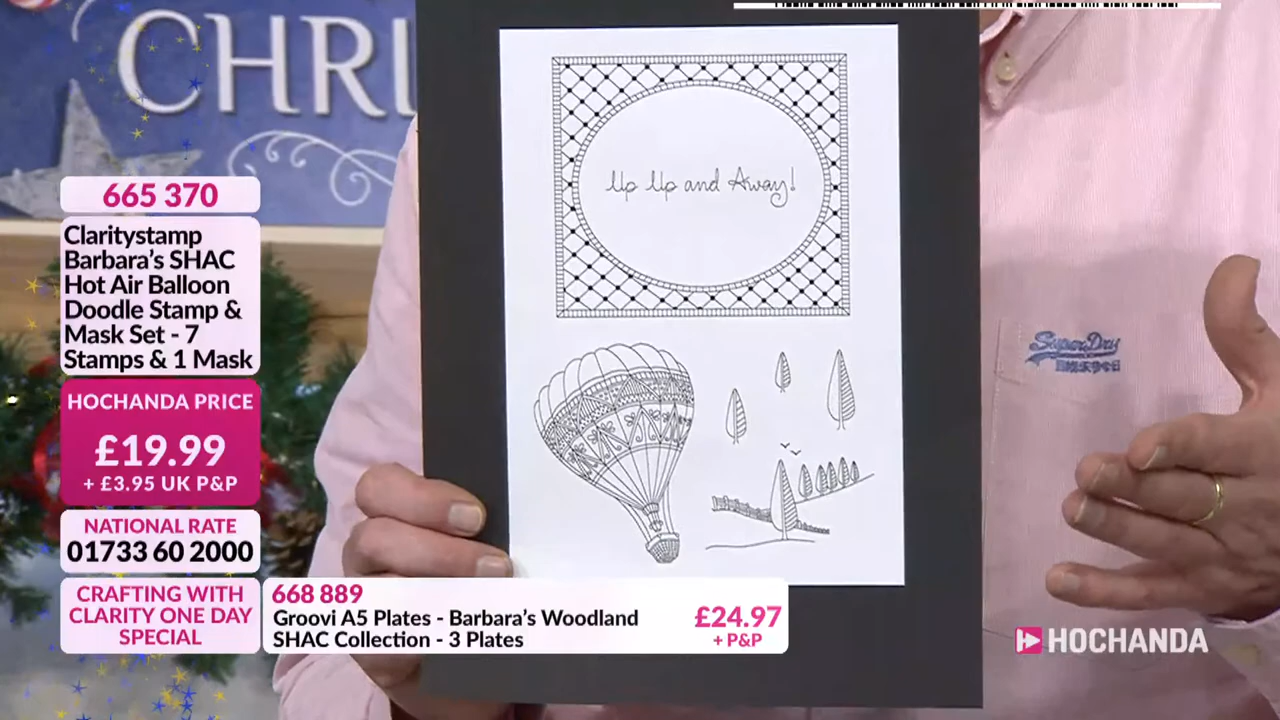 CHRI
Up Up and Away!
665 370
Claritystamp
Barbara's SHAC
Hot Air Balloon
Doodle Stamp &
Mask Set - 7
Stamps & 1 Mask
HOCHANDA PRICE
£19.99
+ £3.95 UK P&P
NATIONAL RATE
01733 60 2000
CRAFTING WITH
CLARITY ONE DAY
SPECIAL
668 889
Groovi A5 Plates - Barbara's Woodland
SHAC Collection - 3 Plates
£24.97
+ P&P
SuperDry
HOCHANDA